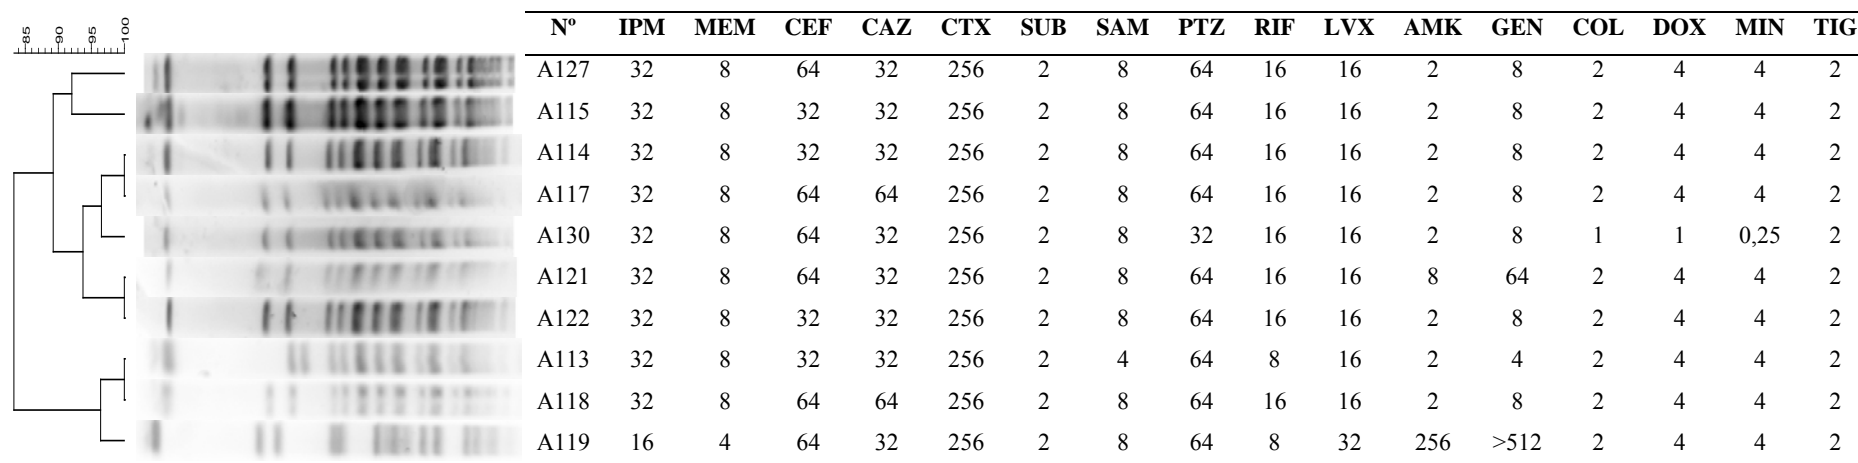 85 90 95 100
Nº IPM MEM CEF CAZ CTX SUB SAM PTZ RIF LVX AMK GEN COL DOX MIN TIG
A127 32 8 64 32 256 2 8 64 16 16 2 8 2 4 4 2
A115 32 8 32 32 256 2 8 64 16 16 2 8 2 4 4 2
A114 32 8 32 32 256 2 8 64 16 16 2 8 2 4 4 2
A117 32 8 64 64 256 2 8 64 16 16 2 8 2 4 4 2
A130 32 8 64 32 256 2 8 32 16 16 2 8 1 1 0,25 2
A121 32 8 64 32 256 2 8 64 16 16 8 64 2 4 4 2
A122 32 8 32 32 256 2 8 64 16 16 2 8 2 4 4 2
A113 32 8 32 32 256 2 4 64 8 16 2 4 2 4 4 2
A118 32 8 64 64 256 2 8 64 16 16 2 8 2 4 4 2
A119 16 4 64 32 256 2 8 64 8 32 256 >512 2 4 4 2